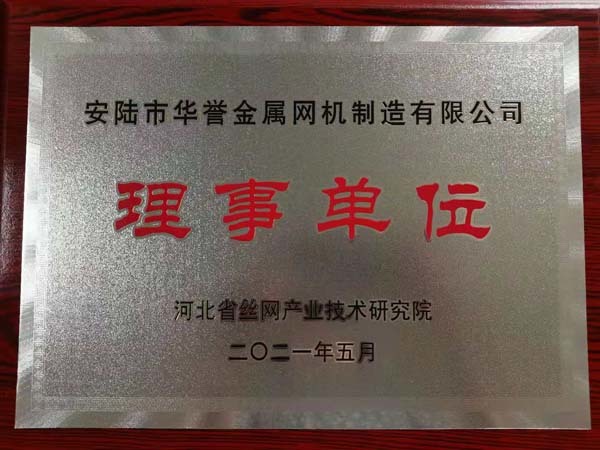 安陆市华誉金属网机制造有限公司
理事单位
河北省丝网产业技术研究院
二〇二一年五月